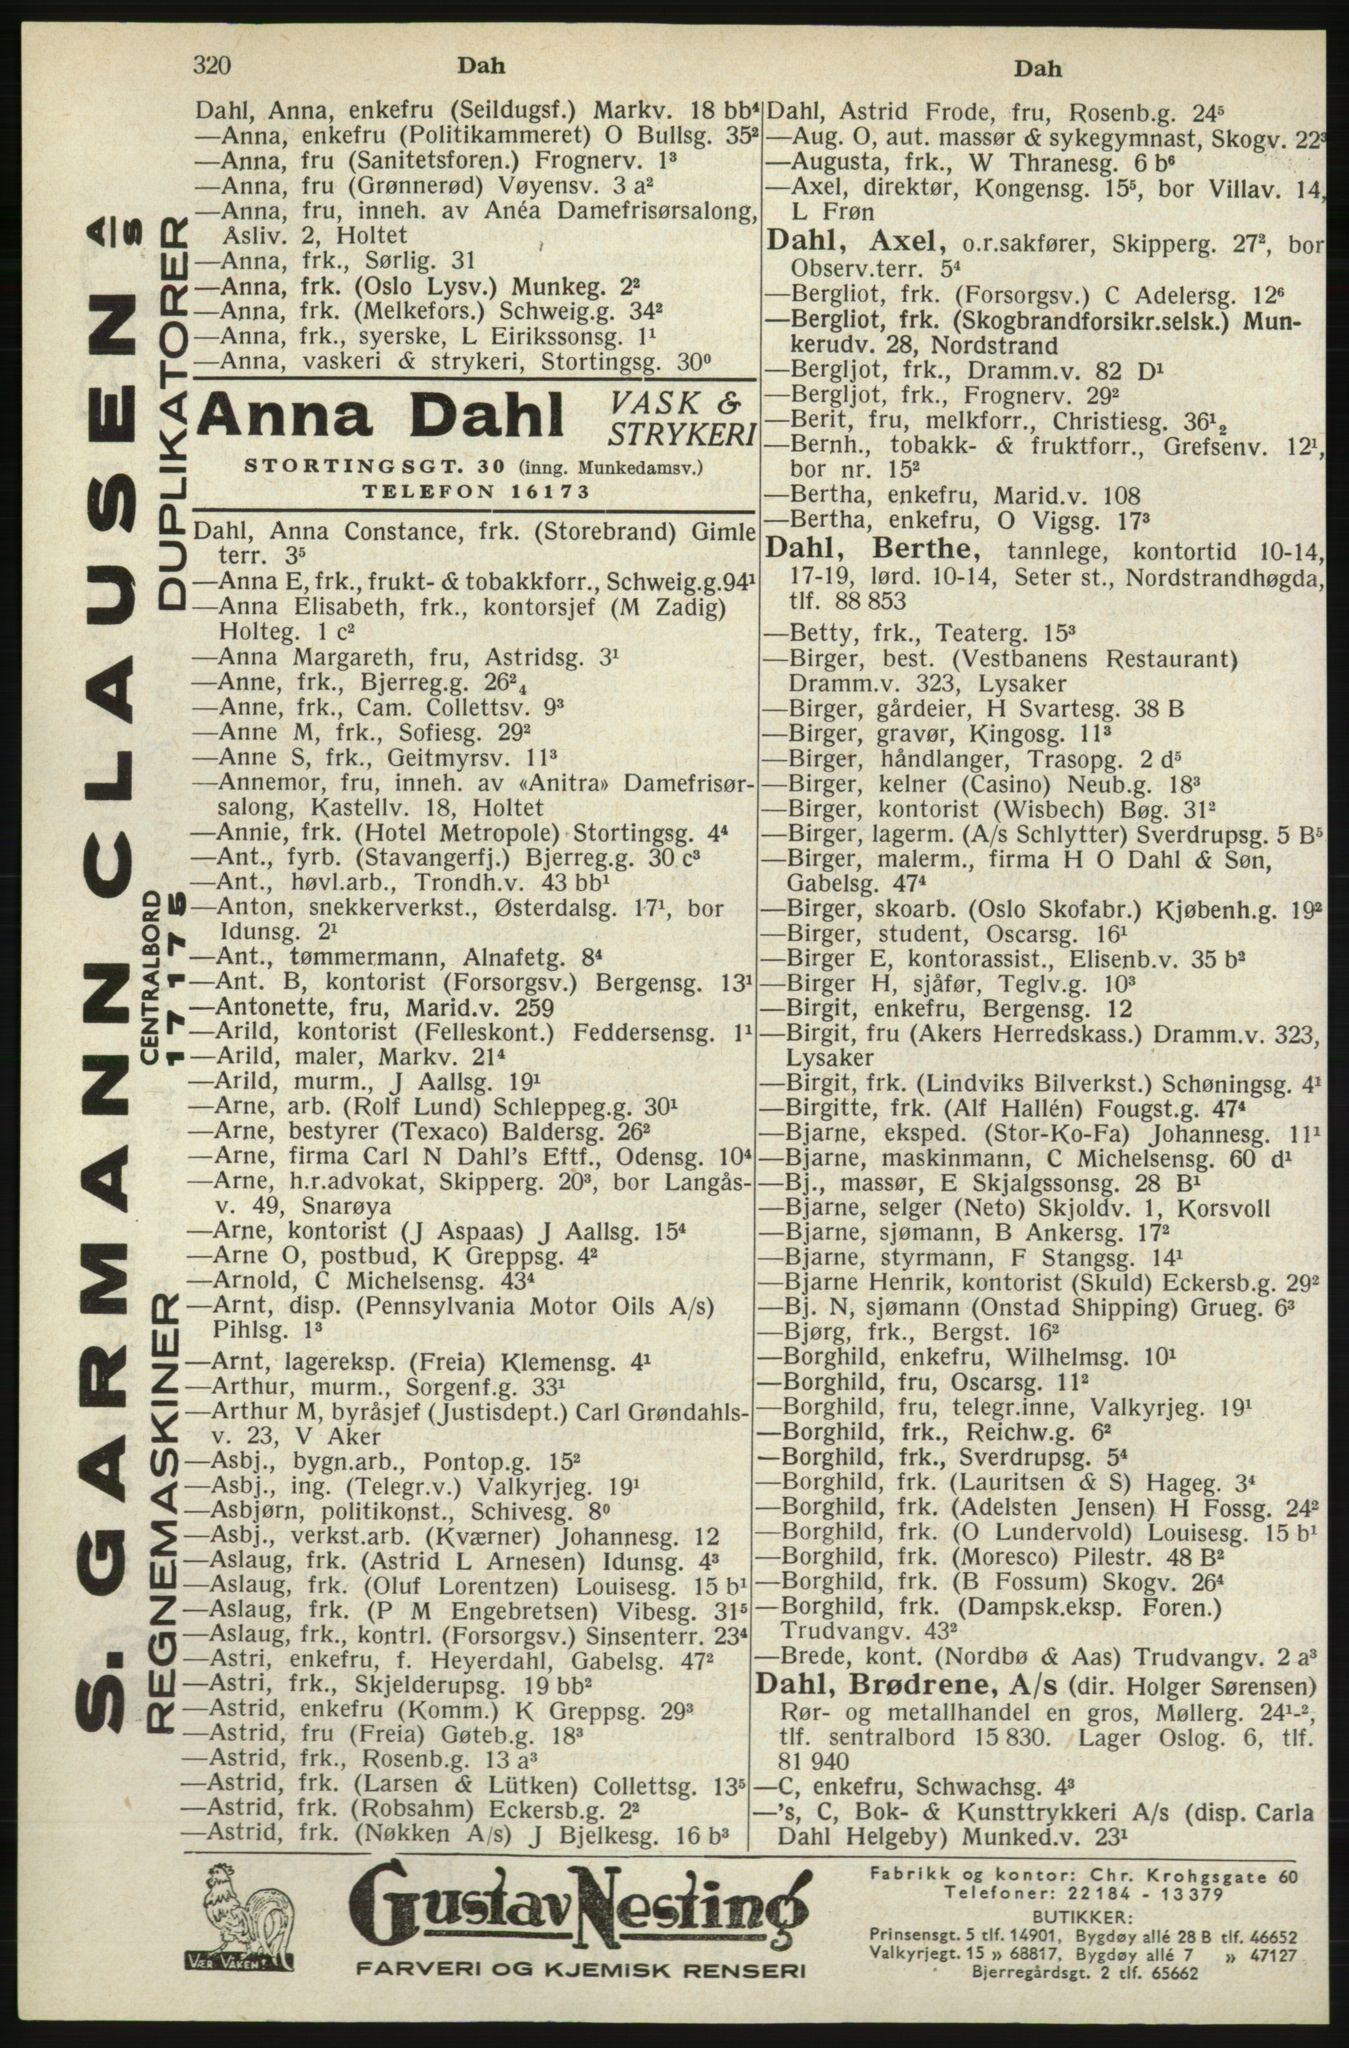 320
Dah
Dah
S. GARMANN CLAUSEN A/S
DUPLIKATORER
CENTRALBORD
17175
REGNEMASKINER
Dahl, Anna, enkefru (Seildugsf.) Markv. 18 bb⁴
—Anna, enkefru (Politikammeret) O Bullsg. 35²
—Anna, fru (Sanitetsforen.) Frognerv. 1³
—Anna, fru (Grønnerød) Vøyensv. 3 a²
—Anna, fru, inneh. av Anéa Damefrisørsalong,
Åsliv. 2, Holtet
—Anna, frk., Sørlig. 31
—Anna, frk. (Oslo Lysv.) Munkeg. 2²
—Anna, frk. (Melkefors.) Schweig.g. 34²
—Anna, frk., syerske, L Eirikssonsg. 1¹
—Anna, vaskeri & strykeri, Stortingsg. 30⁰
Anna Dahl VASK &
STRYKERI
STORTINGSGT. 30 (inng. Munkedamsv.)
TELEFON 16173
Dahl, Anna Constance, frk. (Storebrand) Gimle
terr. 3⁵
—Anna E, frk., frukt- & tobakkforr., Schweig.g. 94¹
—Anna Elisabeth, frk., kontorsjef (M Zadig)
Holteg. 1 c²
—Anna Margareth, fru, Astridsg. 3¹
—Anne, frk., Bjerreg.g. 26²₄
—Anne, frk., Cam. Collettsv. 9³
—Anne M, frk., Sofiesg. 29²
—Anne S, frk., Geitmyrsv. 11³
—Annemor, fru, inneh. av «Anitra» Damefrisør-
salong, Kastellv. 18, Holtet
—Annie, frk. (Hotel Metropole) Stortingsg. 4⁴
—Ant., fyrb. (Stavangerfj.) Bjerreg.g. 30 c³
—Ant., høvl.arb., Trondh.v. 43 bb¹
—Anton, snekkerverkst., Østerdalsg. 17¹, bor
Idunsg. 2¹
—Ant., tømmermann, Alnafetg. 8⁴
—Ant. B, kontorist (Forsorgsv.) Bergensg. 13¹
—Antonette, fru, Marid.v. 259
—Arild, kontorist (Felleskont.) Feddersensg. 1¹
—Arild, maler, Markv. 21⁴
—Arild, murm., J Aallsg. 19¹
—Arne, arb. (Rolf Lund) Schleppeg.g. 30¹
—Arne, bestyrer (Texaco) Baldersg. 26²
—Arne, firma Carl N Dahl's Eftf., Odensg. 10⁴
—Arne, h.r.advokat, Skipperg. 20³, bor Langås-
v. 49, Snarøya
—Arne, kontorist (J Aspaas) J Aallsg. 15⁴
—Arne O, postbud, K Greppsg. 4²
—Arnold, C Michelsensg. 43⁴
—Arnt, disp. (Pennsylvania Motor Oils A/s)
Pihlsg. 1³
—Arnt, lagereksp. (Freia) Klemensg. 4¹
—Arthur, murm., Sorgenf.g. 33¹
—Arthur M, byråsjef (Justisdept.) Carl Grøndahls-
v. 23, V Aker
—Asbj., bygn.arb., Pontop.g. 15²
—Asbj., ing. (Telegr.v.) Valkyrjeg. 19¹
—Asbjørn, politikonst., Schivesg. 8⁰
—Asbj., verkst.arb. (Kværner) Johannesg. 12
—Aslaug, frk. (Astrid L Arnesen) Idunsg. 4³
—Aslaug, frk. (Oluf Lorentzen) Louisesg. 15 b¹
—Aslaug, frk. (P M Engebretsen) Vibesg. 31⁵
—Aslaug, frk., kontrl. (Forsorgsv.) Sinsenterr. 23⁴
—Astri, enkefru, f. Heyerdahl, Gabelsg. 47²
—Astri, frk., Skjelderupsg. 19 bb²
—Astrid, enkefru (Komm.) K Greppsg. 29³
—Astrid, fru (Freia) Gøteb.g. 18³
—Astrid, frk., Rosenb.g. 13 a³
—Astrid, frk. (Larsen & Lütken) Collettsg. 13⁵
—Astrid, frk. (Robsahm) Eckersb.g. 2²
—Astrid, frk. (Nøkken A/s) J Bjelkesg. 16 b³
Dahl, Astrid Frode, fru, Rosenb.g. 24⁵
—Aug. O, aut. massør & sykegymnast, Skogv. 22³
—Augusta, frk., W Thranesg. 6 b⁶
—Axel, direktør, Kongensg. 15⁵, bor Villav. 14,
L Frøn
Dahl, Axel, o.r.sakfører, Skipperg. 27², bor
Observ.terr. 5⁴
—Bergliot, frk. (Forsorgsv.) C Adelersg. 12⁶
—Bergliot, frk. (Skogbrandforsikr.selsk.) Mun-
kerudv. 28, Nordstrand
—Bergljot, frk., Dramm.v. 82 D¹
—Bergljot, frk., Frognerv. 29²
—Berit, fru, melkforr., Christiesg. 36¹₂
—Bernh., tobakk- & fruktforr., Grefsenv. 12¹,
bor nr. 15²
—Bertha, enkefru, Marid.v. 108
—Bertha, enkefru, O Vigsg. 17³
Dahl, Berthe, tannlege, kontortid 10-14,
17-19, lørd. 10-14, Seter st., Nordstrandhøgda,
tlf. 88 853
—Betty, frk., Teaterg. 15³
—Birger, best. (Vestbanens Restaurant)
Dramm.v. 323, Lysaker
—Birger, gårdeier, H Svartesg. 38 B
—Birger, gravør, Kingosg. 11³
—Birger, håndlanger, Trasopg. 2 d⁵
—Birger, kelner (Casino) Neub.g. 18³
—Birger, kontorist (Wisbech) Bøg. 31²
—Birger, lagerm. (A/s Schlytter) Sverdrupsg. 5 B⁵
—Birger, malerm., firma H O Dahl & Søn,
Gabelsg. 47⁴
—Birger, skoarb. (Oslo Skofabr.) Kjøbenh.g. 19²
—Birger, student, Oscarsg. 16¹
—Birger E, kontorassist., Elisenb.v. 35 b²
—Birger H, sjåfør, Teglv.g. 10³
—Birgit, enkefru, Bergensg. 12
—Birgit, fru (Akers Herredskass.) Dramm.v. 323,
Lysaker
—Birgit, frk. (Lindviks Bilverkst.) Schøningsg. 4¹
—Birgitte, frk. (Alf Hallén) Fougst.g. 47⁴
—Bjarne, eksped. (Stor-Ko-Fa) Johannesg. 11¹
—Bjarne, maskinmann, C Michelsensg. 60 d¹
—Bj., massør, E Skjalgssonsg. 28 B¹
—Bjarne, selger (Neto) Skjoldv. 1, Korsvoll
—Bjarne, sjømann, B Ankersg. 17²
—Bjarne, styrmann, F Stangsg. 14¹
—Bjarne Henrik, kontorist (Skuld) Eckersb.g. 29²
—Bj. N, sjømann (Onstad Shipping) Grueg. 6³
—Bjørg, frk., Bergst. 16²
—Borghild, enkefru, Wilhelmsg. 10¹
—Borghild, fru, Oscarsg. 11²
—Borghild, fru, telegr.inne, Valkyrjeg. 19¹
—Borghild, frk., Reichw.g. 6²
—Borghild, frk., Sverdrupsg. 5⁴
—Borghild, frk. (Lauritsen & S) Hageg. 3⁴
—Borghild, frk. (Adelsten Jensen) H Fossg. 24²
—Borghild, frk. (O Lundervold) Louisesg. 15 b¹
—Borghild, frk. (Moresco) Pilestr. 48 B²
—Borghild, frk. (B Fossum) Skogv. 26⁴
—Borghild, frk. (Dampsk.eksp. Foren.)
Trudvangv. 43²
—Brede, kont. (Nordbø & Aas) Trudvangv. 2 a³
Dahl, Brødrene, A/s (dir. Holger Sørensen)
Rør- og metallhandel en gros, Møllerg. 24¹-²,
tlf. sentralbord 15 830. Lager Oslog. 6, tlf.
81 940
—C, enkefru, Schwachsg. 4³
—'s, C, Bok- & Kunsttrykkeri A/s (disp. Carla
Dahl Helgeby) Munked.v. 23¹
VÆR VAKEN!
Gustav Nesting
FARVERI OG KJEMISK RENSERI
Fabrikk og kontor: Chr. Krohgsgate 60
Telefoner: 22184 - 13379
BUTIKKER:
Prinsensgt. 5 tlf. 14901, Bygdøy allé 28 B tlf. 46652
Valkyrjegt. 15 » 68817, Bygdøy allé 7 » 47127
Bjerregårdsgt. 2 tlf. 65662